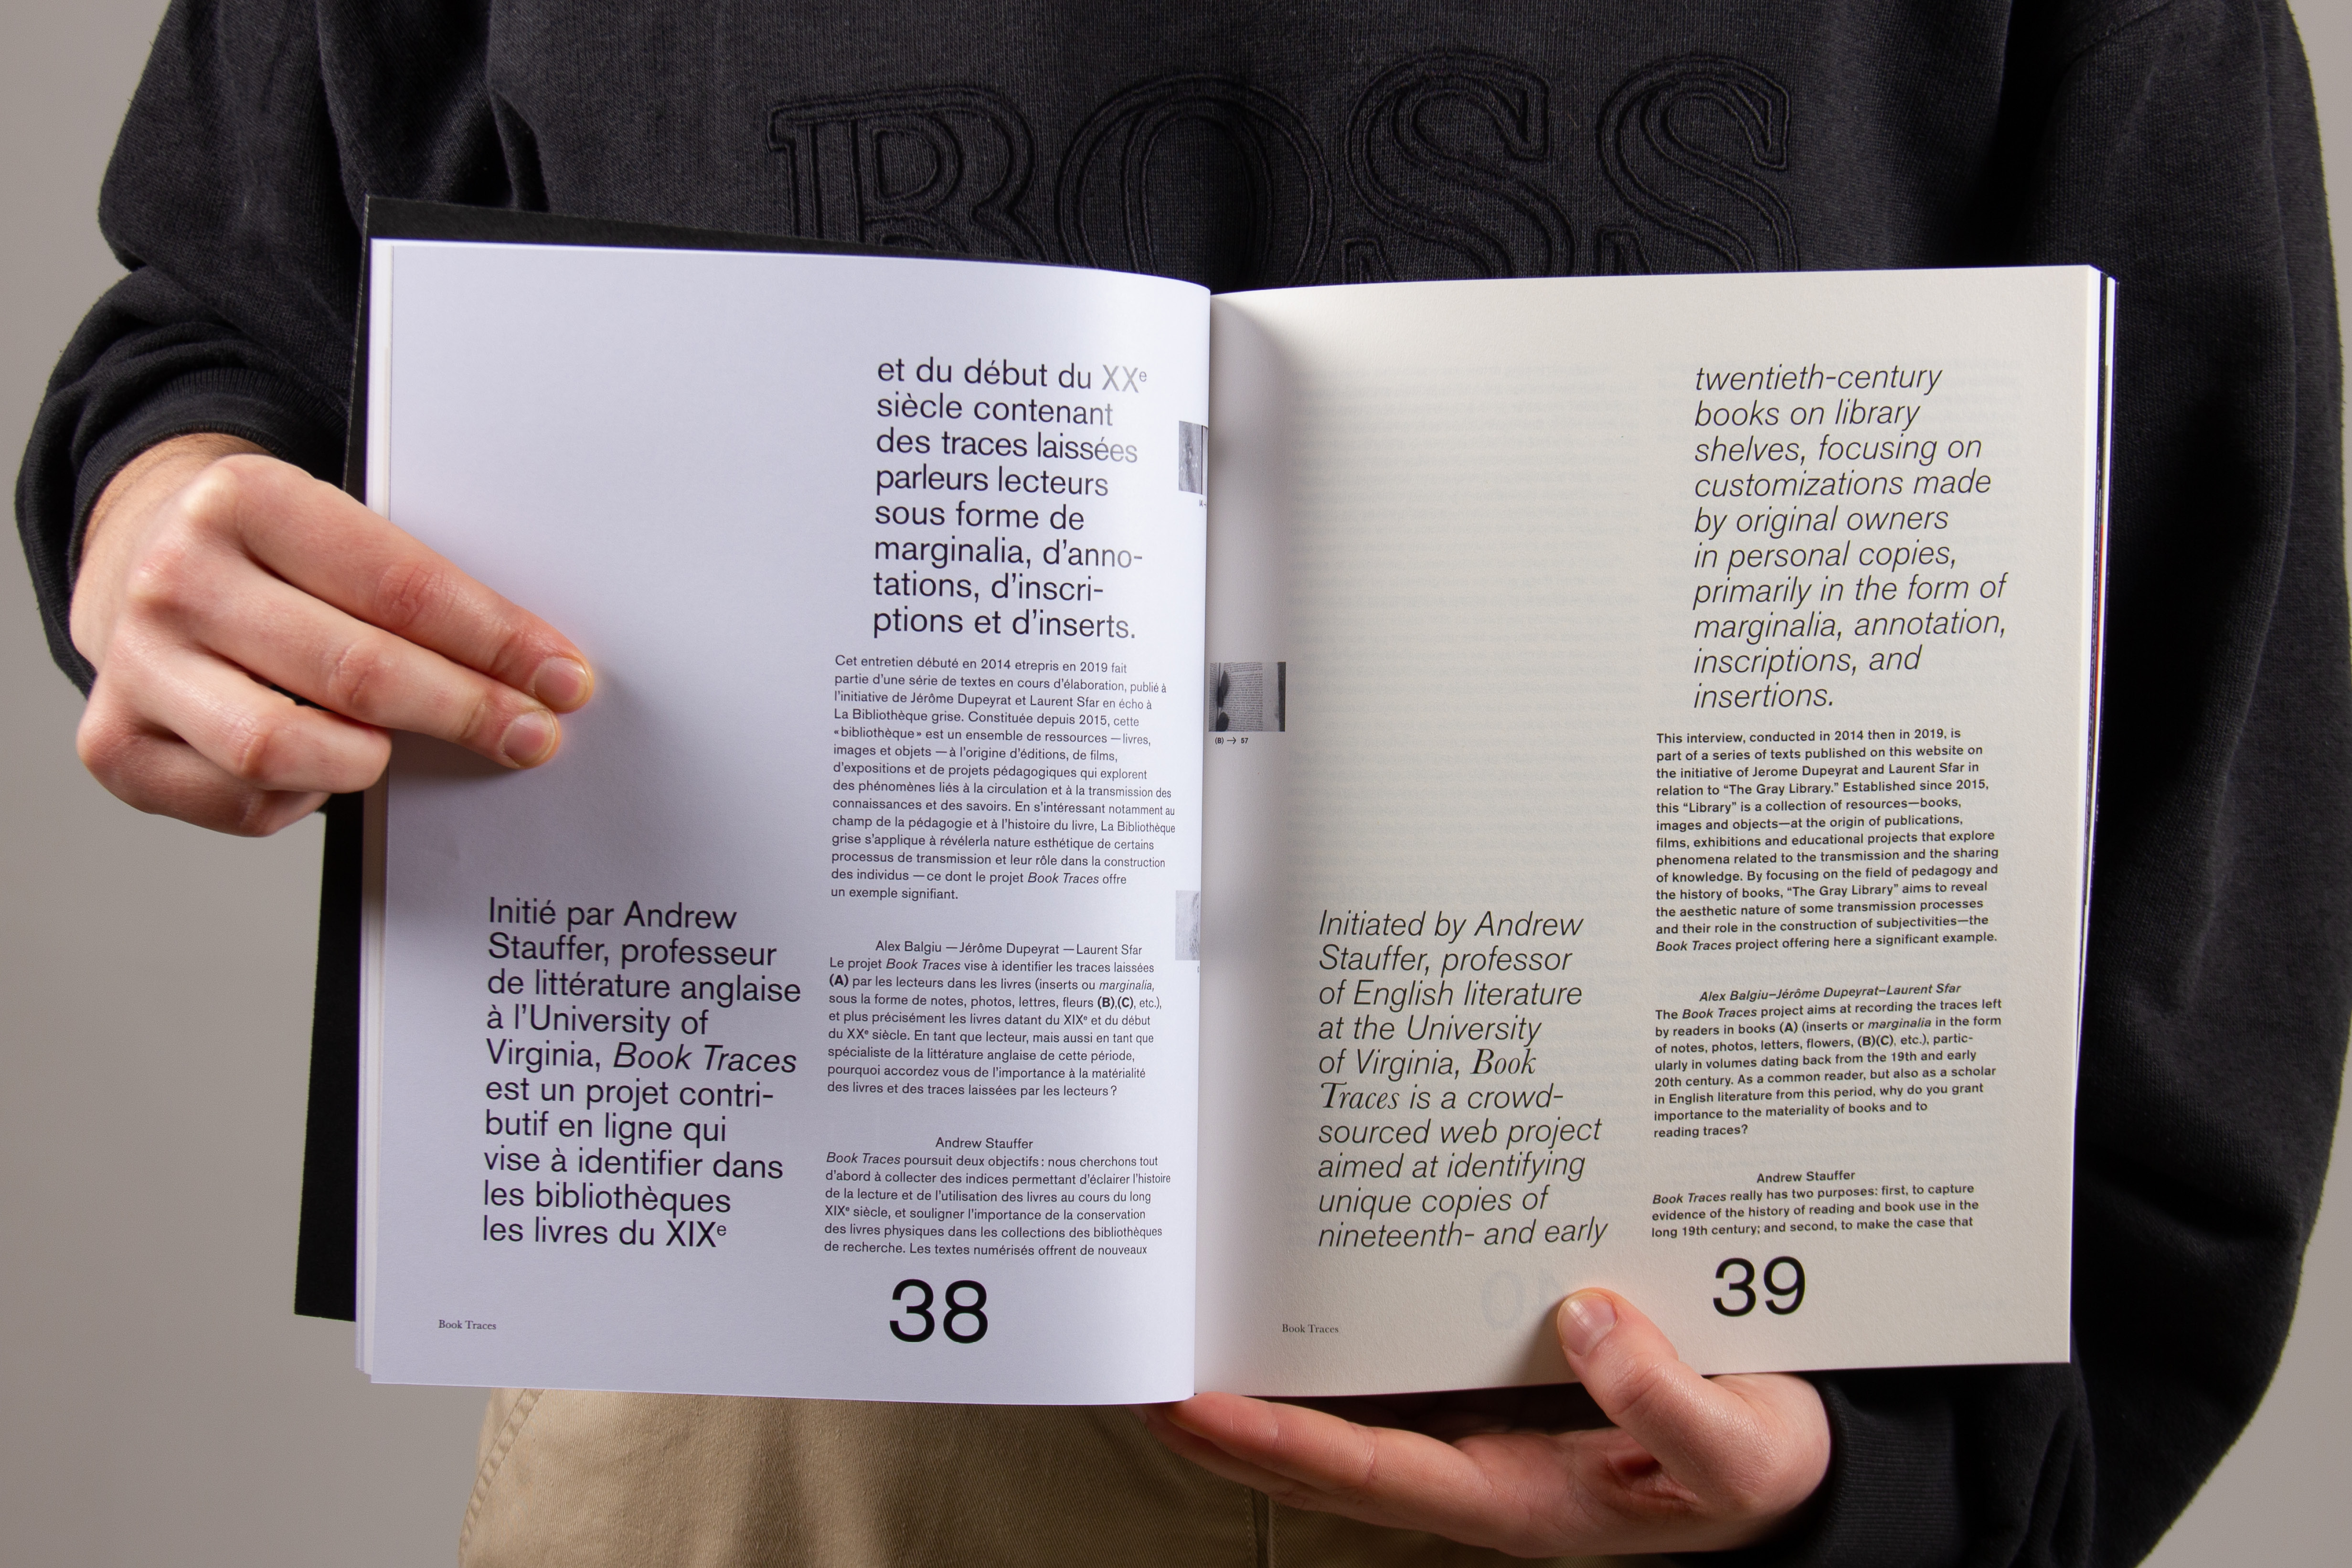 BOSS
Initié par Andrew
Stauffer, professeur
de littérature anglaise
à l’University of
Virginia, Book Traces
est un projet contri-
butif en ligne qui
vise à identifier dans
les bibliothèques
les livres du XIXe
et du début du XXe
siècle contenant
des traces laissées
parleurs lecteurs
sous forme de
marginalia, d’anno-
tations, d’inscri-
ptions et d’inserts.
Cet entretien débuté en 2014 etrepris en 2019 fait
partie d’une série de textes en cours d’élaboration, publié à
l’initiative de Jérôme Dupeyrat et Laurent Sfar en écho à
La Bibliothèque grise. Constituée depuis 2015, cette
«bibliothèque» est un ensemble de ressources —livres,
images et objets —à l’origine d’éditions, de films,
d’expositions et de projets pédagogiques qui explorent
des phénomènes liés à la circulation et à la transmission des
connaissances et des savoirs. En s’intéressant notamment au
champ de la pédagogie et à l’histoire du livre, La Bibliothèque
grise s’applique à révélerla nature esthétique de certains
processus de transmission et leur rôle dans la construction
des individus —ce dont le projet Book Traces offre
un exemple signifiant.
Alex Balgiu —Jérôme Dupeyrat —Laurent Sfar
Le projet Book Traces vise à identifier les traces laissées
(A) par les lecteurs dans les livres (inserts ou marginalia,
sous la forme de notes, photos, lettres, fleurs (B),(C), etc.),
et plus précisément les livres datant du XIXe et du début
du XXe siècle. En tant que lecteur, mais aussi en tant que
spécialiste de la littérature anglaise de cette période,
pourquoi accordez vous de l’importance à la matérialité
des livres et des traces laissées par les lecteurs?
Andrew Stauffer
Book Traces poursuit deux objectifs : nous cherchons tout
d’abord à collecter des indices permettant d’éclairer l’histoire
de la lecture et de l’utilisation des livres au cours du long
XIXe siècle, et souligner l’importance de la conservation
des livres physiques dans les collections des bibliothèques
de recherche. Les textes numérisés offrent de nouveaux
38
Book Traces
(B) → 57
Initiated by Andrew
Stauffer, professor
of English literature
at the University
of Virginia, Book
Traces is a crowd-
sourced web project
aimed at identifying
unique copies of
nineteenth- and early
twentieth-century
books on library
shelves, focusing on
customizations made
by original owners
in personal copies,
primarily in the form of
marginalia, annotation,
inscriptions, and
insertions.
This interview, conducted in 2014 then in 2019, is
part of a series of texts published on this website on
the initiative of Jerome Dupeyrat and Laurent Sfar in
relation to “The Gray Library.” Established since 2015,
this “Library” is a collection of resources—books,
images and objects—at the origin of publications,
films, exhibitions and educational projects that explore
phenomena related to the transmission and the sharing
of knowledge. By focusing on the field of pedagogy and
the history of books, “The Gray Library” aims to reveal
the aesthetic nature of some transmission processes
and their role in the construction of subjectivities—the
Book Traces project offering here a significant example.
Alex Balgiu–Jérôme Dupeyrat–Laurent Sfar
The Book Traces project aims at recording the traces left
by readers in books (A) (inserts or marginalia in the form
of notes, photos, letters, flowers, (B)(C), etc.), partic-
ularly in volumes dating back from the 19th and early
20th century. As a common reader, but also as a scholar
in English literature from this period, why do you grant
importance to the materiality of books and to
reading traces?
Andrew Stauffer
Book Traces really has two purposes: first, to capture
evidence of the history of reading and book use in the
long 19th century; and second, to make the case that
39
Book Traces